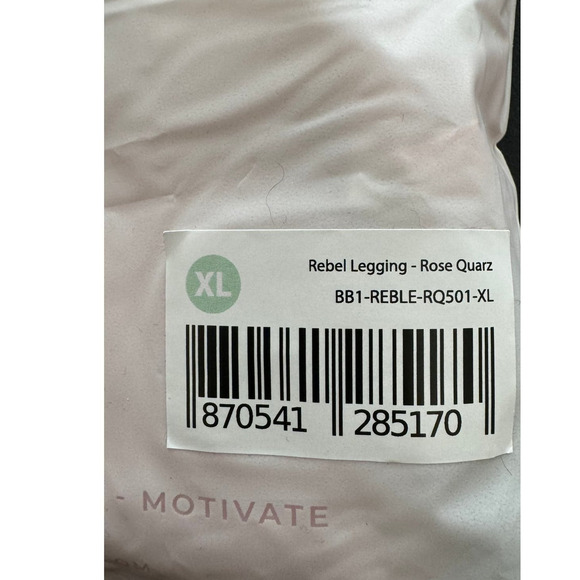 XL
Rebel Legging - Rose Quarz
BB1-REBLE-RQ501-XL
870541 285170
- MOTIVATE